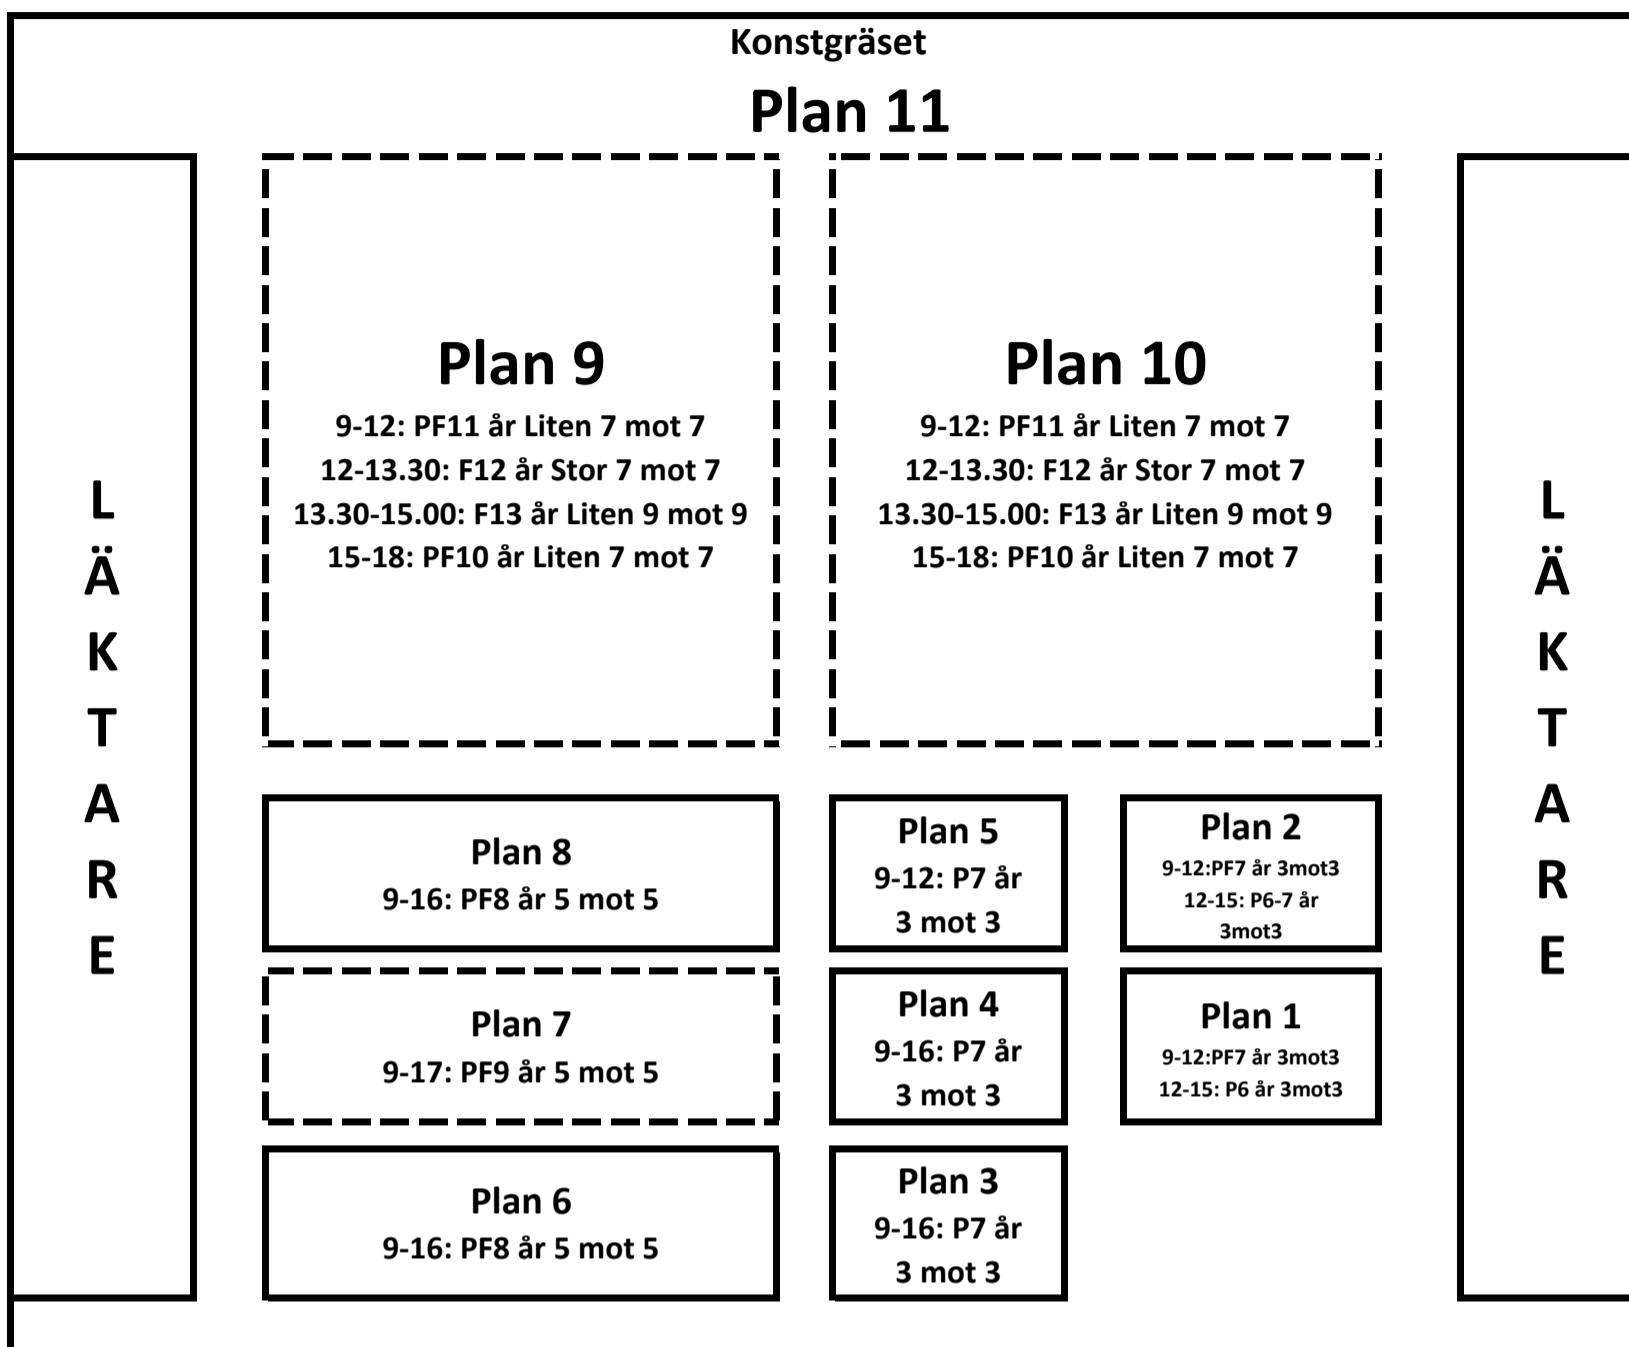 Konstgräset
Plan 11
L
Ä
K
T
A
R
E
Plan 9
9-12: PF11 år Liten 7 mot 7
12-13.30: F12 år Stor 7 mot 7
13.30-15.00: F13 år Liten 9 mot 9
15-18: PF10 år Liten 7 mot 7
Plan 10
9-12: PF11 år Liten 7 mot 7
12-13.30: F12 år Stor 7 mot 7
13.30-15.00: F13 år Liten 9 mot 9
15-18: PF10 år Liten 7 mot 7
L
Ä
K
T
A
R
E
Plan 8
9-16: PF8 år 5 mot 5
Plan 5
9-12: P7 år
3 mot 3
Plan 2
9-12:PF7 år 3mot3
12-15: P6-7 år
3mot3
Plan 7
9-17: PF9 år 5 mot 5
Plan 4
9-16: P7 år
3 mot 3
Plan 1
9-12:PF7 år 3mot3
12-15: P6 år 3mot3
Plan 6
9-16: PF8 år 5 mot 5
Plan 3
9-16: P7 år
3 mot 3